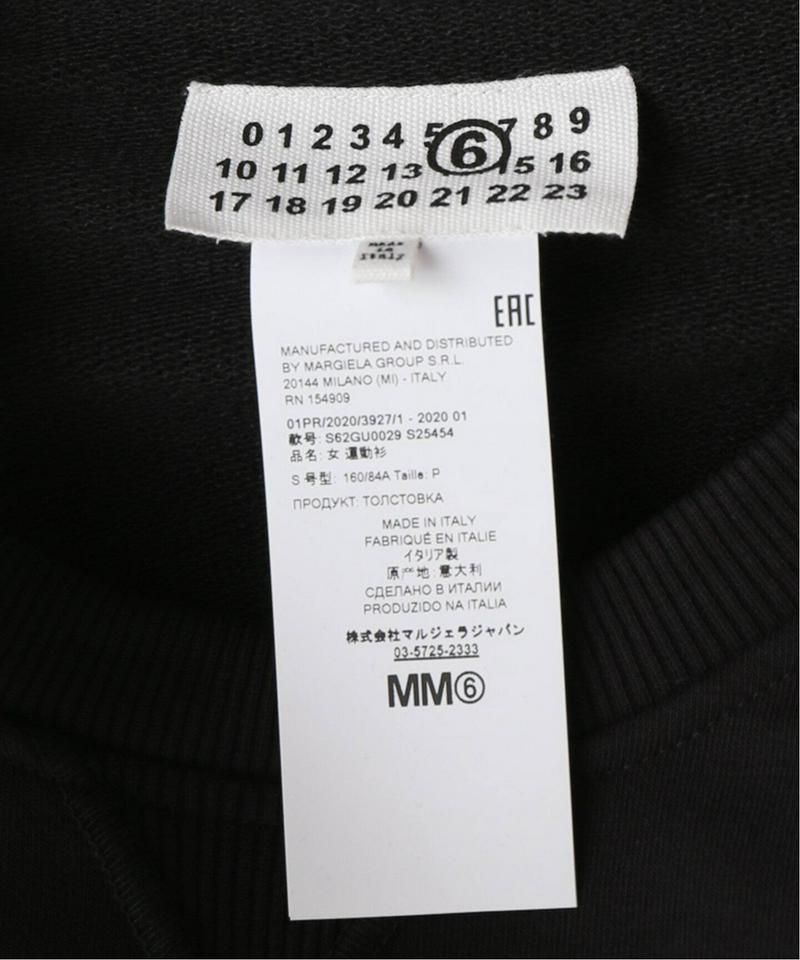 0 1 2 3 4 5 6 7 8 9
10 11 12 13 15 16
17 18 19 20 21 22 23
MADE
IN
ITALY
EAC
MANUFACTURED AND DISTRIBUTED
BY MARGIELA GROUP S.R.L.
20144 MILANO (MI) - ITALY
RN 154909
01PR/2020/3927/1 - 2020 01
款号: S62GU0029 S25454
品名: 女 運動衫
S 号型: 160/84A Taille: P
ПРОДУКТ: ТОЛСТОВКА
MADE IN ITALY
FABRIQUÉ EN ITALIE
イタリア製
原产地:意大利
СДЕЛАНО В ИТАЛИИ
PRODUZIDO NA ITALIA
株式会社マルジェラジャパン
03-5725-2333
MM⑥